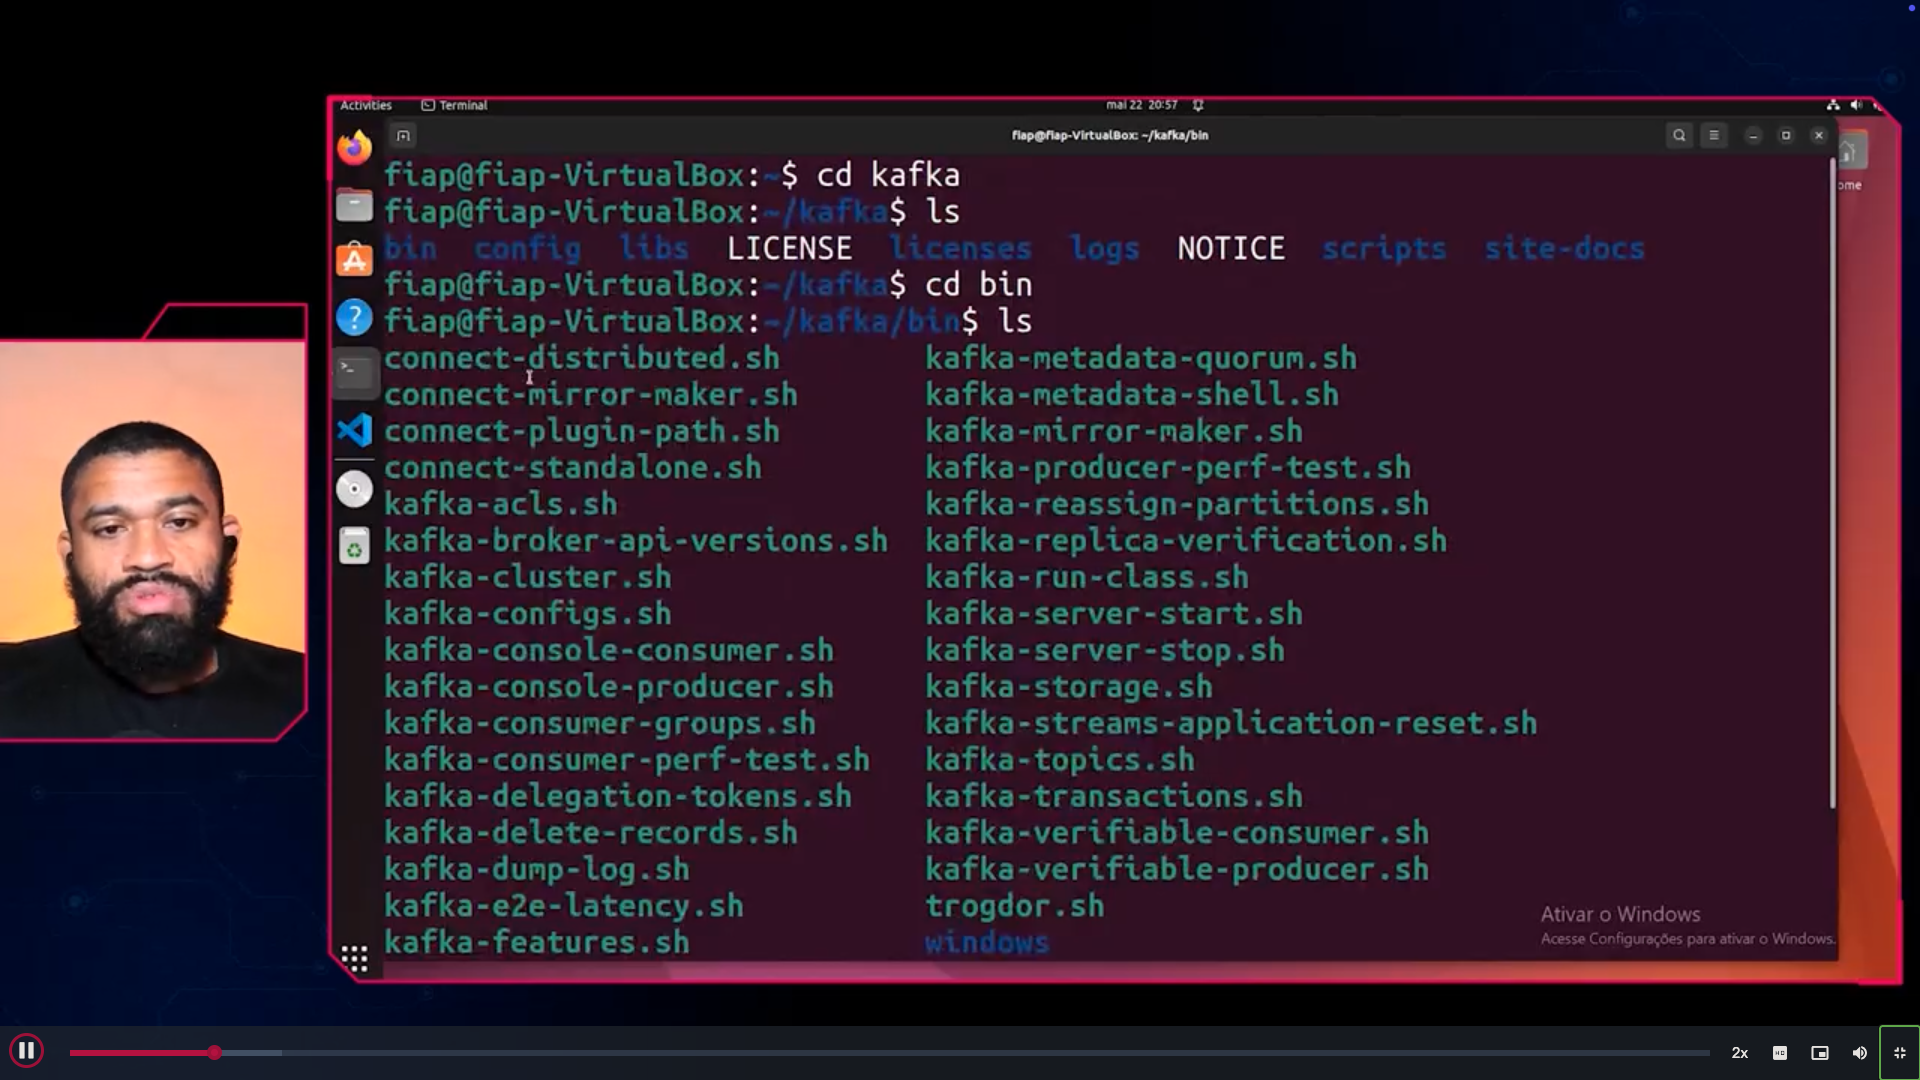 Activities Terminal mai 22 20:57
fiap@fiap-VirtualBox: ~/kafka/bin
fiap@fiap-VirtualBox:~$ cd kafka
fiap@fiap-VirtualBox:~/kafka$ ls
bin config libs LICENSE licenses logs NOTICE scripts site-docs
fiap@fiap-VirtualBox:~/kafka$ cd bin
fiap@fiap-VirtualBox:~/kafka/bin$ ls
connect-distributed.sh kafka-metadata-quorum.sh
connect-mirror-maker.sh kafka-metadata-shell.sh
connect-plugin-path.sh kafka-mirror-maker.sh
connect-standalone.sh kafka-producer-perf-test.sh
kafka-acls.sh kafka-reassign-partitions.sh
kafka-broker-api-versions.sh kafka-replica-verification.sh
kafka-cluster.sh kafka-run-class.sh
kafka-configs.sh kafka-server-start.sh
kafka-console-consumer.sh kafka-server-stop.sh
kafka-console-producer.sh kafka-storage.sh
kafka-consumer-groups.sh kafka-streams-application-reset.sh
kafka-consumer-perf-test.sh kafka-topics.sh
kafka-delegation-tokens.sh kafka-transactions.sh
kafka-delete-records.sh kafka-verifiable-consumer.sh
kafka-dump-log.sh kafka-verifiable-producer.sh
kafka-e2e-latency.sh trogdor.sh
kafka-features.sh windows
ome
Ativar o Windows
Acesse Configurações para ativar o Windows.
2x